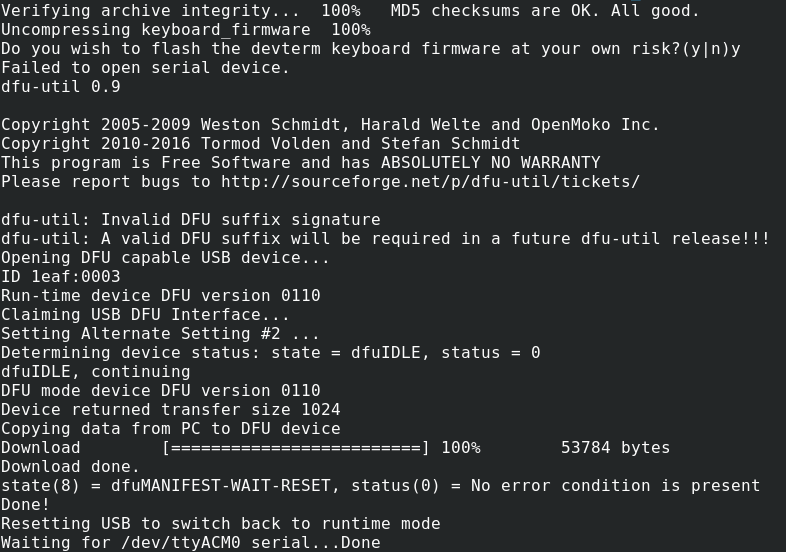 Verifying archive integrity...  100%   MD5 checksums are OK. All good.
Uncompressing keyboard_firmware  100%
Do you wish to flash the devterm keyboard firmware at your own risk?(y|n)y
Failed to open serial device.
dfu-util 0.9

Copyright 2005-2009 Weston Schmidt, Harald Welte and OpenMoko Inc.
Copyright 2010-2016 Tormod Volden and Stefan Schmidt
This program is Free Software and has ABSOLUTELY NO WARRANTY
Please report bugs to http://sourceforge.net/p/dfu-util/tickets/

dfu-util: Invalid DFU suffix signature
dfu-util: A valid DFU suffix will be required in a future dfu-util release!!!
Opening DFU capable USB device...
ID 1eaf:0003
Run-time device DFU version 0110
Claiming USB DFU Interface...
Setting Alternate Setting #2 ...
Determining device status: state = dfuIDLE, status = 0
dfuIDLE, continuing
DFU mode device DFU version 0110
Device returned transfer size 1024
Copying data from PC to DFU device
Download        [=========================] 100%        53784 bytes
Download done.
state(8) = dfuMANIFEST-WAIT-RESET, status(0) = No error condition is present
Done!
Resetting USB to switch back to runtime mode
Waiting for /dev/ttyACM0 serial...Done